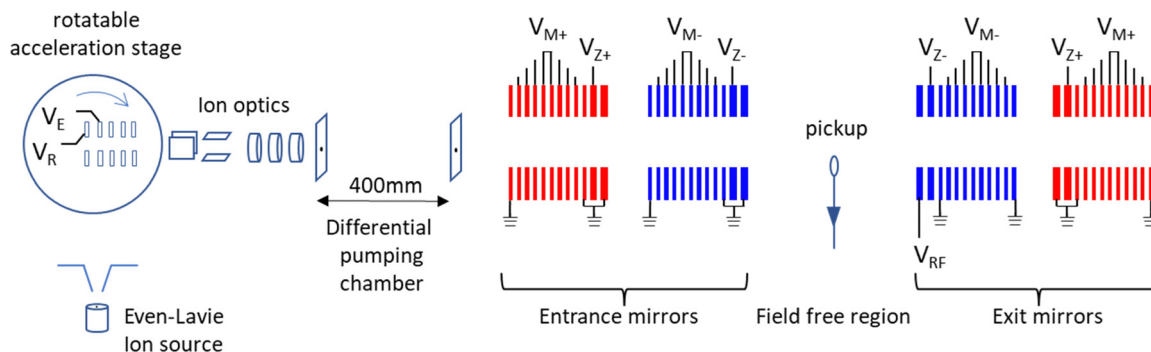 rotatable
acceleration stage
V_E
V_R
Ion optics
400mm
Differential
pumping
chamber
Even-Lavie
Ion source
V_M+
V_Z+
V_M-
V_Z-
Entrance mirrors
pickup
Field free region
V_Z-
V_M-
V_Z+
V_M+
V_RF
Exit mirrors